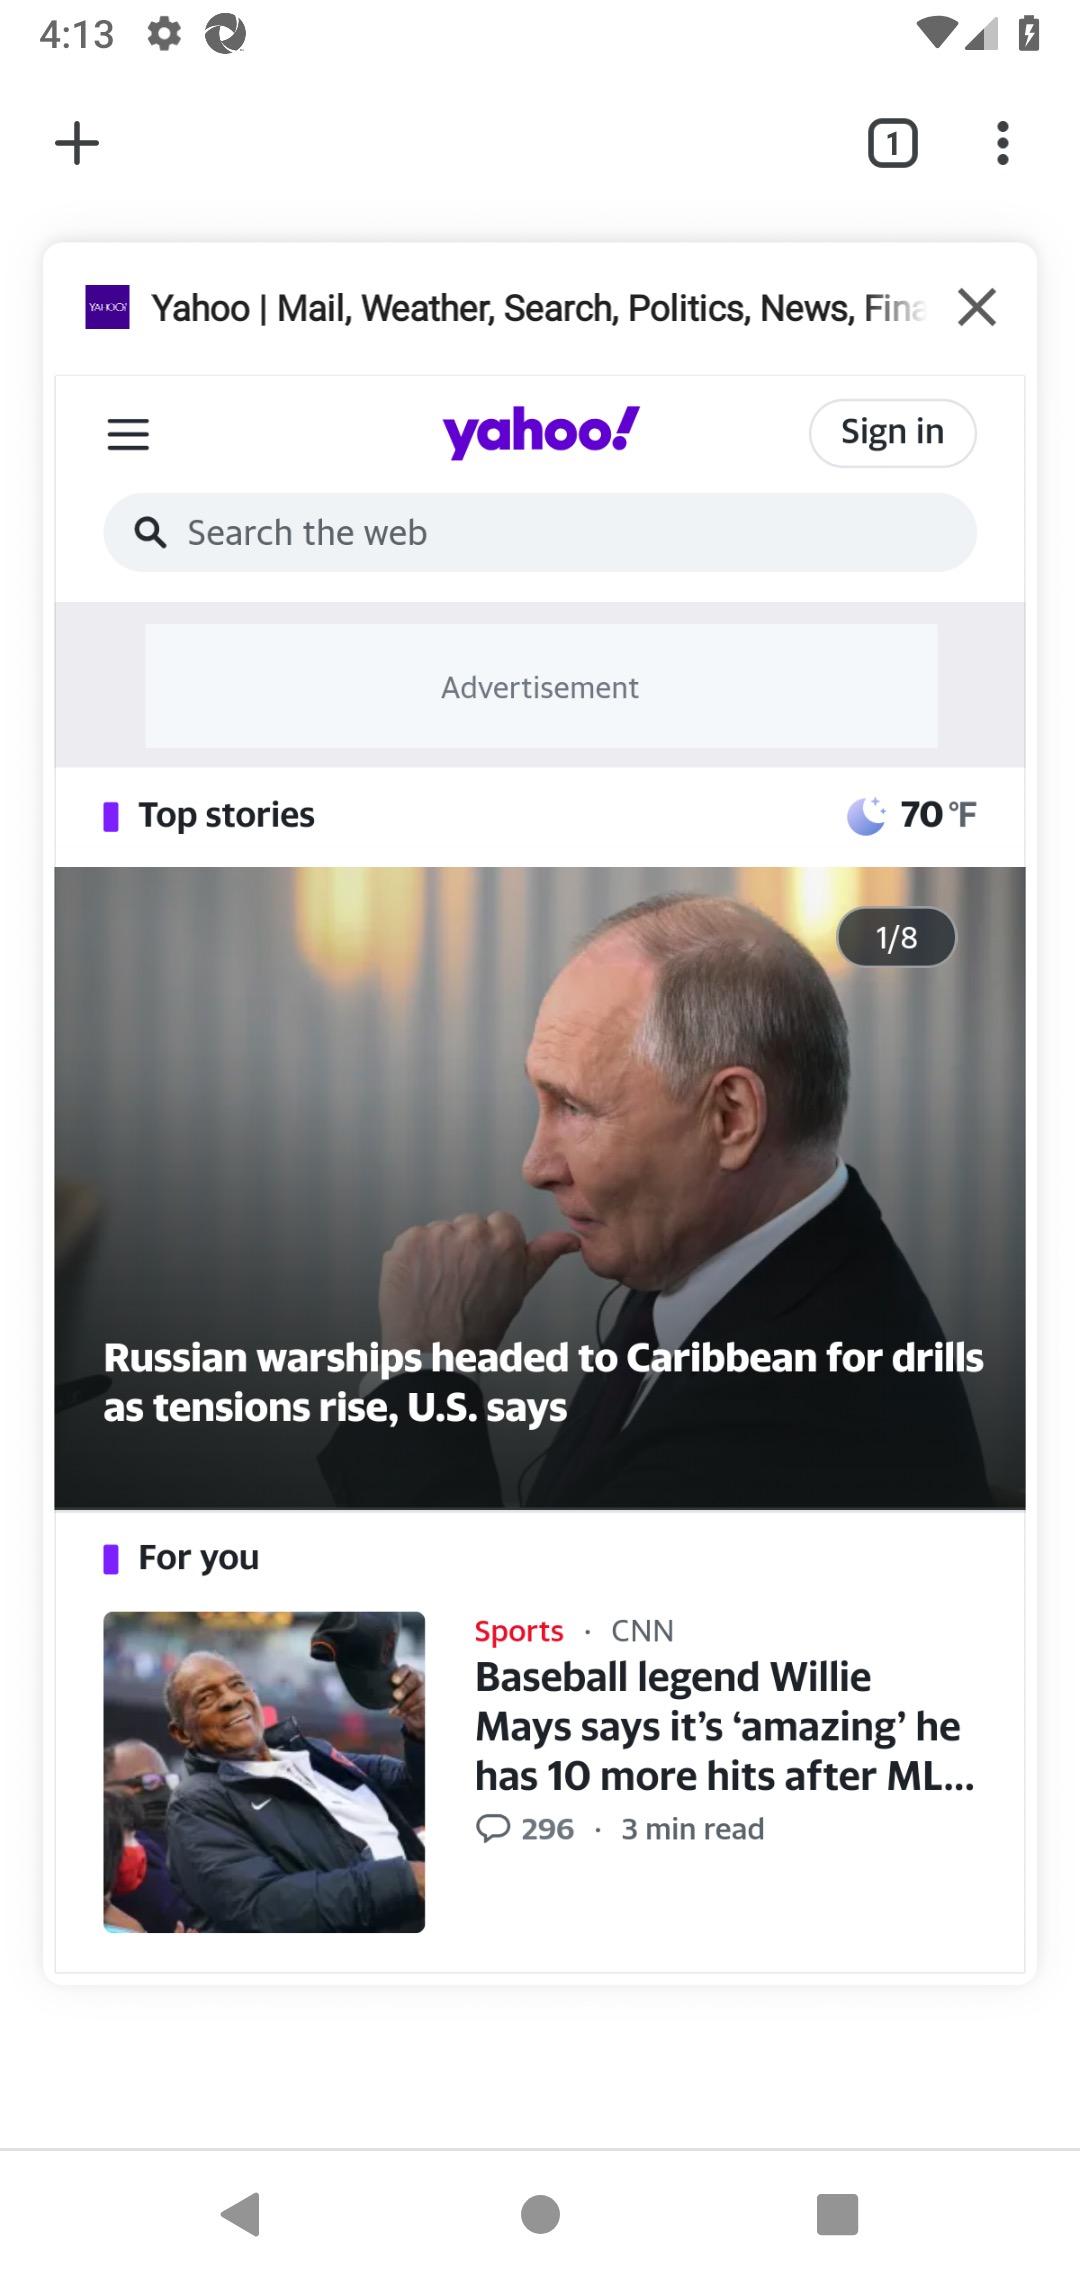 4:13
1
YAHOO!
Yahoo | Mail, Weather, Search, Politics, News, Fina
yahoo!
Sign in
Search the web
Advertisement
Top stories
70 °F
1/8
Russian warships headed to Caribbean for drills
as tensions rise, U.S. says
For you
Sports · CNN
Baseball legend Willie
Mays says it’s ‘amazing’ he
has 10 more hits after ML...
296 · 3 min read